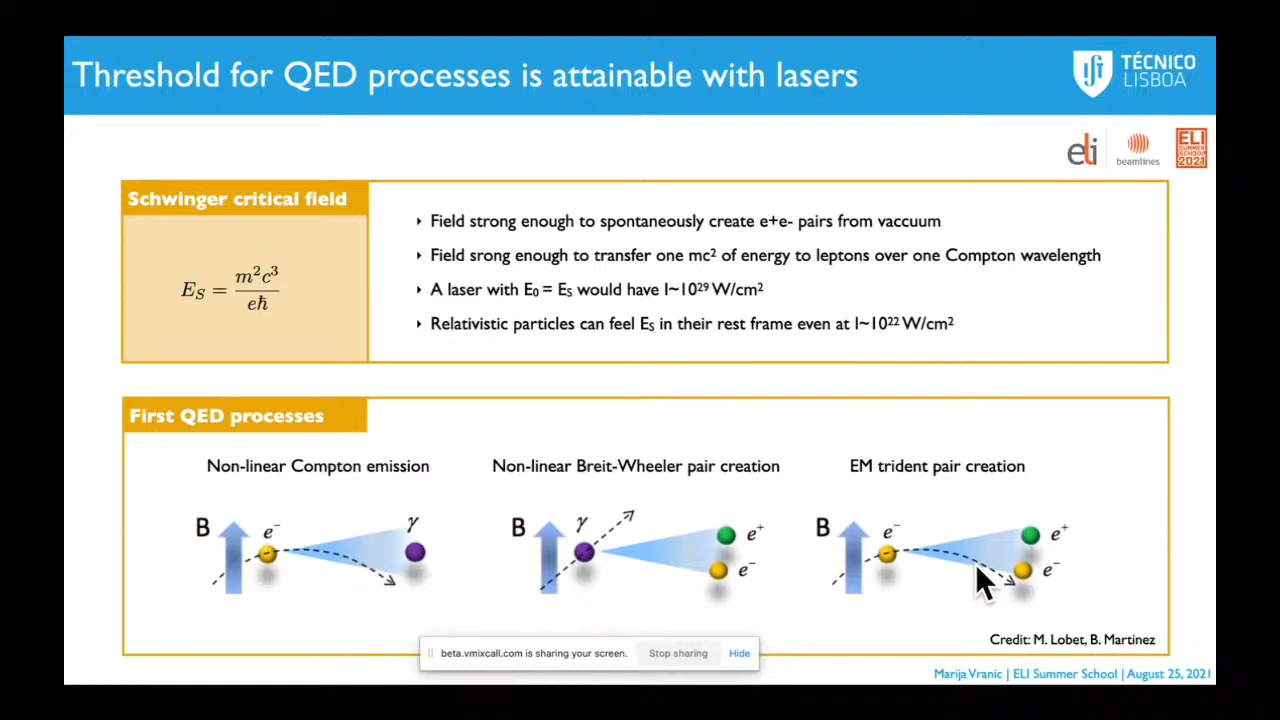 Threshold for QED processes is attainable with lasers
TÉCNICO
LISBOA
eli
beamlines
ELI
SUMMER
SCHOOL
2021
Schwinger critical field
E_S = m²c³ / eħ
‣ Field strong enough to spontaneously create e+e- pairs from vaccuum
‣ Field srong enough to transfer one mc² of energy to leptons over one Compton wavelength
‣ A laser with E₀ = Eₛ would have I~10²⁹ W/cm²
‣ Relativistic particles can feel Eₛ in their rest frame even at I~10²² W/cm²
First QED processes
Non-linear Compton emission
Non-linear Breit-Wheeler pair creation
EM trident pair creation
B e⁻ γ
B γ e⁺ e⁻
B e⁻ e⁺ e⁻
Credit: M. Lobet, B. Martinez
beta.vmixcall.com is sharing your screen. Stop sharing Hide
Marija Vranic | ELI Summer School | August 25, 2021